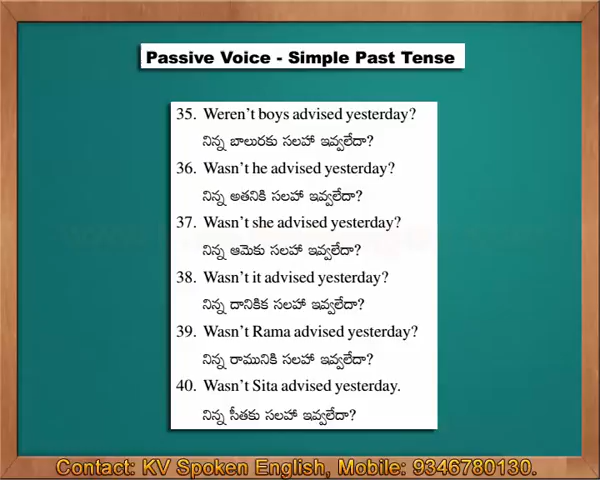 Passive Voice - Simple Past Tense
35. Weren't boys advised yesterday?
నిన్న బాలురకు సలహా ఇవ్వలేదా?
36. Wasn't he advised yesterday?
నిన్న అతనికి సలహా ఇవ్వలేదా?
37. Wasn't she advised yesterday?
నిన్న ఆమెకు సలహా ఇవ్వలేదా?
38. Wasn't it advised yesterday?
నిన్న దానికిక సలహా ఇవ్వలేదా?
39. Wasn't Rama advised yesterday?
నిన్న రామునికి సలహా ఇవ్వలేదా?
40. Wasn't Sita advised yesterday.
నిన్న సీతకు సలహా ఇవ్వలేదా?
Contact: KV Spoken English, Mobile: 9346780130.